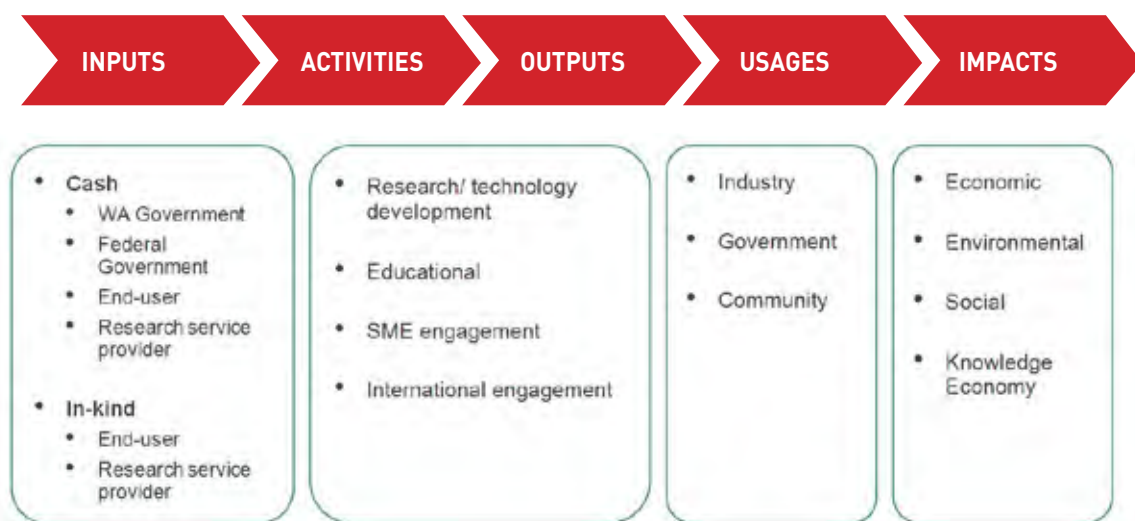 INPUTS
ACTIVITIES
OUTPUTS
USAGES
IMPACTS
• Cash
• WA Government
• Federal
Government
• End-user
• Research service
provider
• In-kind
• End-user
• Research service
provider
• Research/ technology
development
• Educational
• SME engagement
• International engagement
• Industry
• Government
• Community
• Economic
• Environmental
• Social
• Knowledge
Economy